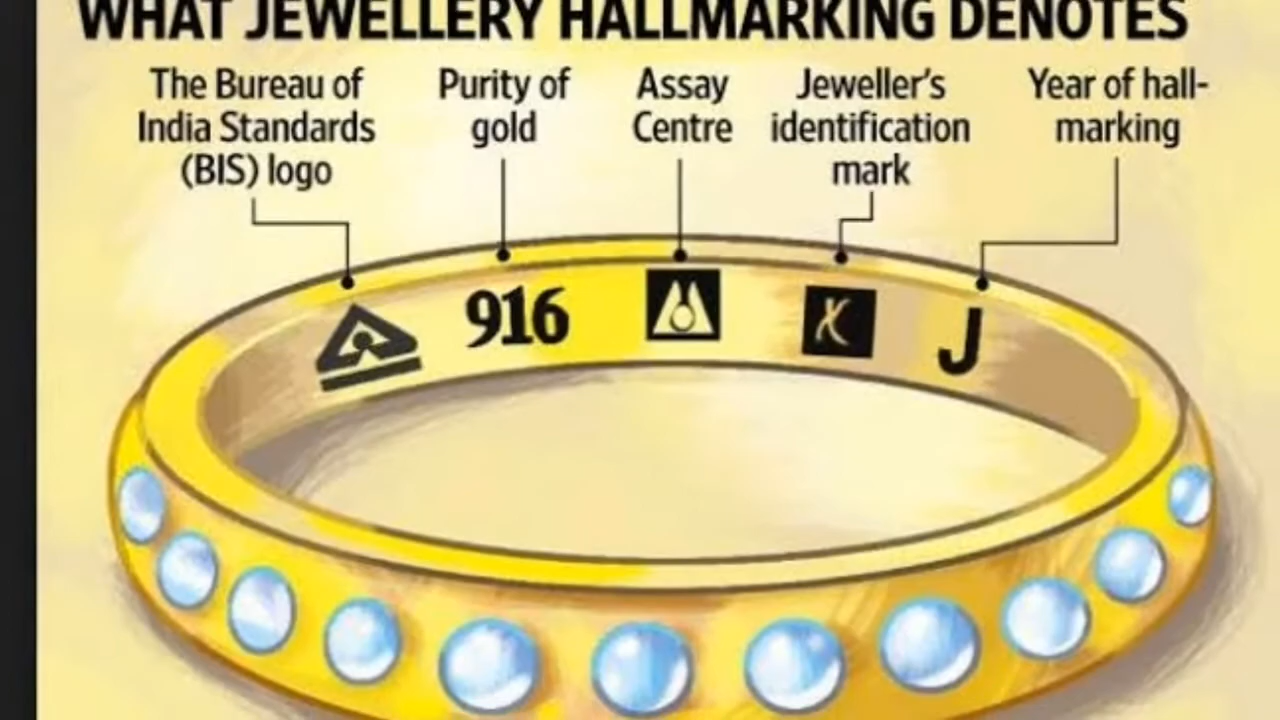 WHAT JEWELLERY HALLMARKING DENOTES
The Bureau of
India Standards
(BIS) logo
Purity of
gold
Assay
Centre
Jeweller's
identification
mark
Year of hall-
marking
916
X
J